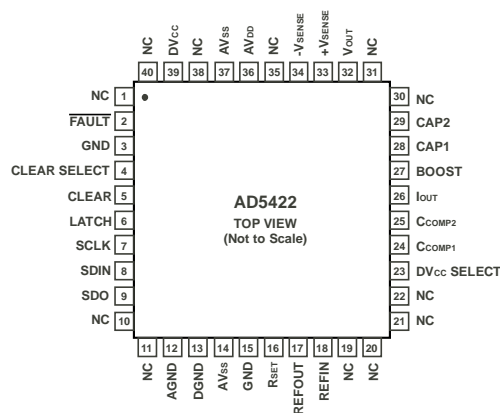 NC
DVCC
NC
AVSS
AVDD
NC
-VSENSE
+VSENSE
VOUT
NC
40
39
38
37
36
35
34
33
32
31
NC 1
FAULT 2
GND 3
CLEAR SELECT 4
CLEAR 5
LATCH 6
SCLK 7
SDIN 8
SDO 9
NC 10
AD5422
TOP VIEW
(Not to Scale)
30 NC
29 CAP2
28 CAP1
27 BOOST
26 IOUT
25 CCOMP2
24 CCOMP1
23 DVCC SELECT
22 NC
21 NC
11
12
13
14
15
16
17
18
19
20
NC
AGND
DGND
AVSS
GND
RSET
REFOUT
REFIN
NC
NC